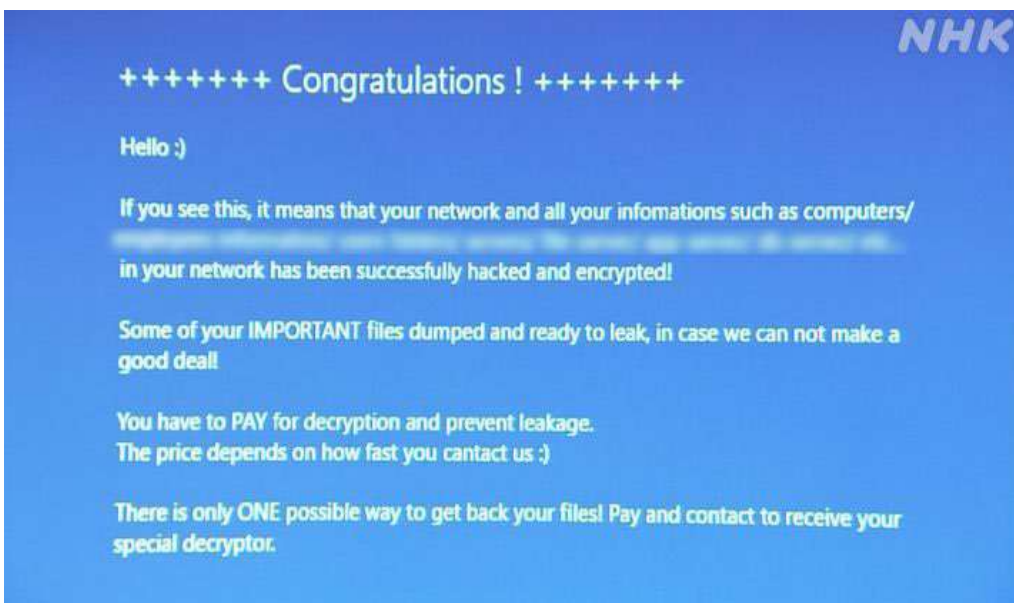 NHK
+++++++ Congratulations ! +++++++
Hello :)
If you see this, it means that your network and all your infomations such as computers/
in your network has been successfully hacked and encrypted!
Some of your IMPORTANT files dumped and ready to leak, in case we can not make a
good deal!
You have to PAY for decryption and prevent leakage.
The price depends on how fast you cantact us :)
There is only ONE possible way to get back your files! Pay and contact to receive your
special decryptor.